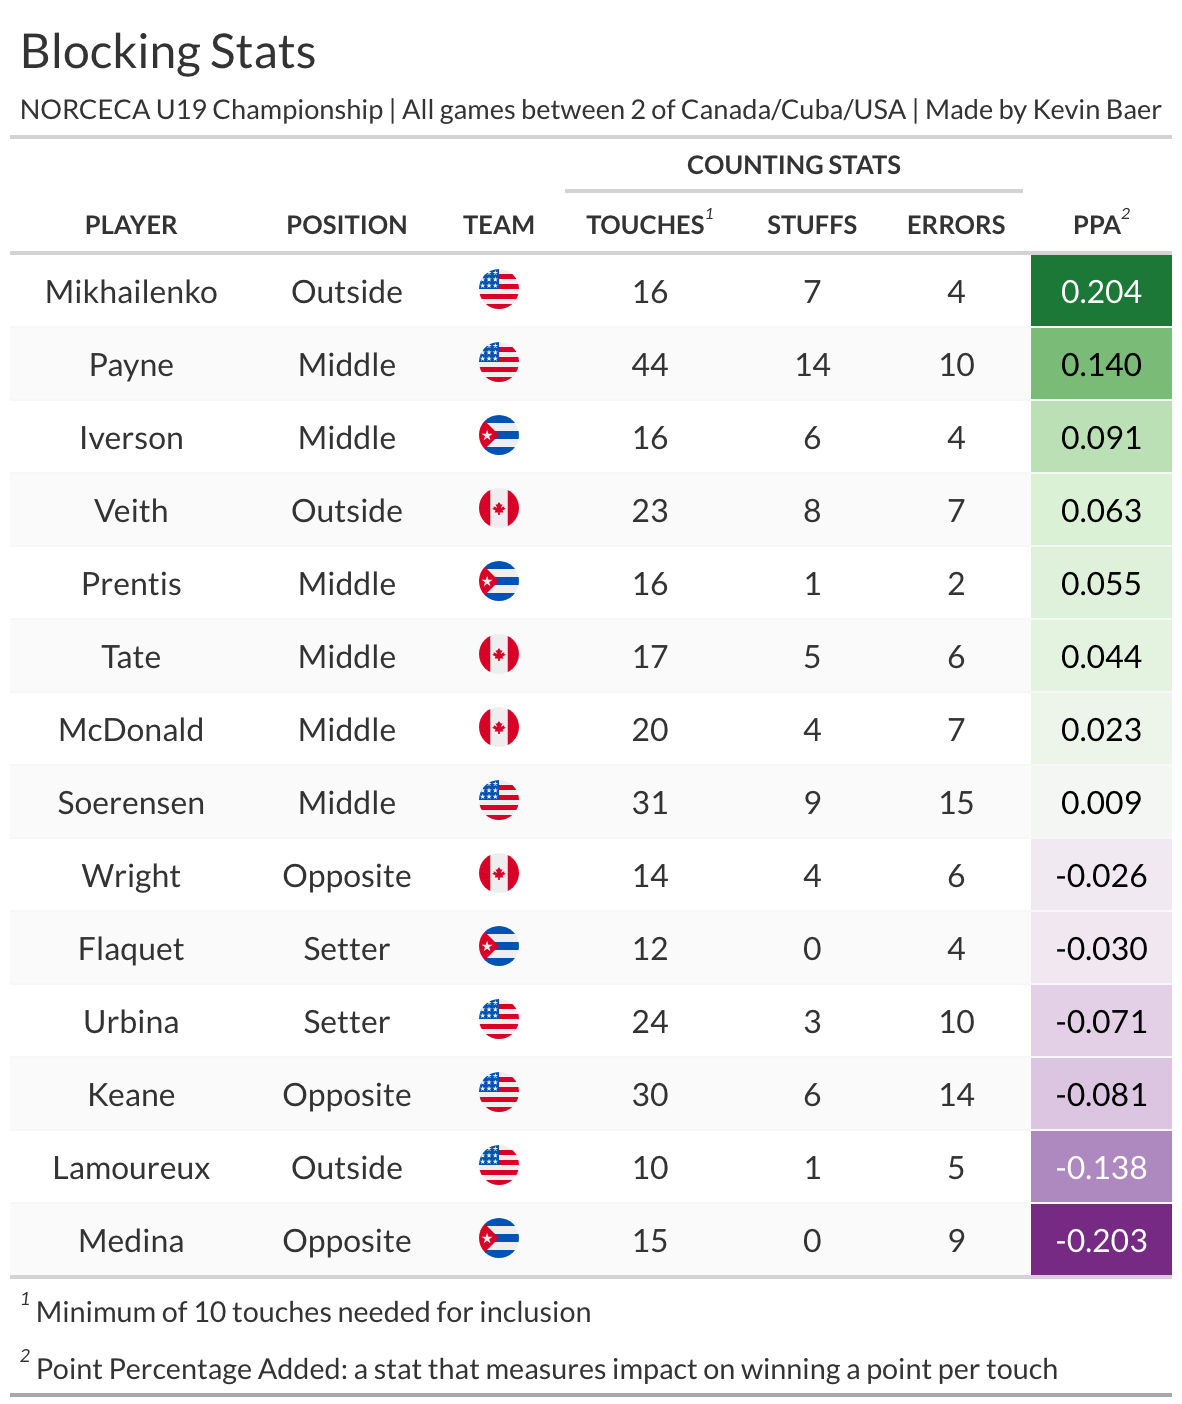 Blocking Stats
NORCECA U19 Championship | All games between 2 of Canada/Cuba/USA | Made by Kevin Baer
COUNTING STATS
PLAYER POSITION TEAM TOUCHES1 STUFFS ERRORS PPA2
Mikhailenko Outside 16 7 4 0.204
Payne Middle 44 14 10 0.140
Iverson Middle 16 6 4 0.091
Veith Outside 23 8 7 0.063
Prentis Middle 16 1 2 0.055
Tate Middle 17 5 6 0.044
McDonald Middle 20 4 7 0.023
Soerensen Middle 31 9 15 0.009
Wright Opposite 14 4 6 -0.026
Flaquet Setter 12 0 4 -0.030
Urbina Setter 24 3 10 -0.071
Keane Opposite 30 6 14 -0.081
Lamoureux Outside 10 1 5 -0.138
Medina Opposite 15 0 9 -0.203
1 Minimum of 10 touches needed for inclusion
2 Point Percentage Added: a stat that measures impact on winning a point per touch